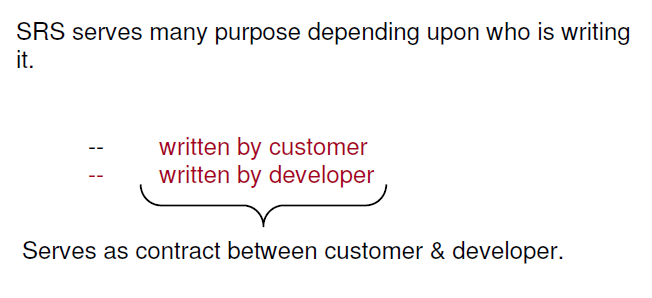 SRS serves many purpose depending upon who is writing
it.
-- written by customer
-- written by developer
Serves as contract between customer & developer.